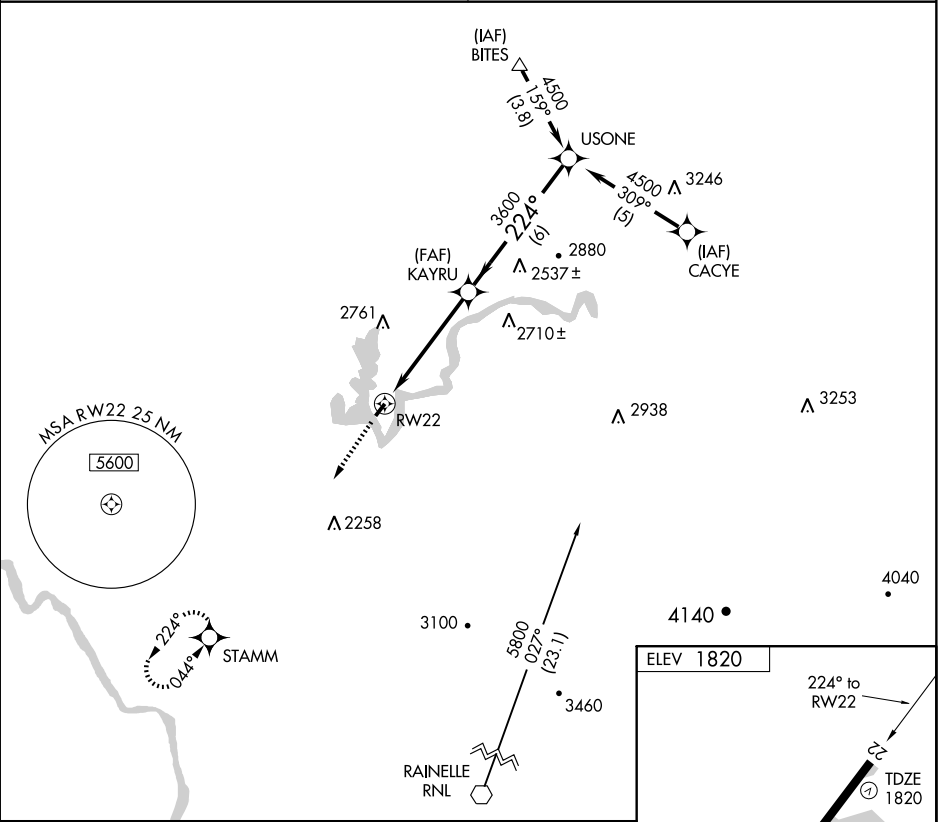 (IAF)
BITES
4500
159°
(3.8)
USONE
4500
309°
(5)
3246
(IAF)
CACYE
3600
224°
(6)
2880
2537±
(FAF)
KAYRU
2761
2710±
RW22
2938
3253
MSA RW22 25 NM
5600
2258
4040
4140
3100
5800
027°
(23.1)
224°
044°
STAMM
3460
RAINELLE
RNL
ELEV 1820
224° to
RW22
22
V
TDZE
1820